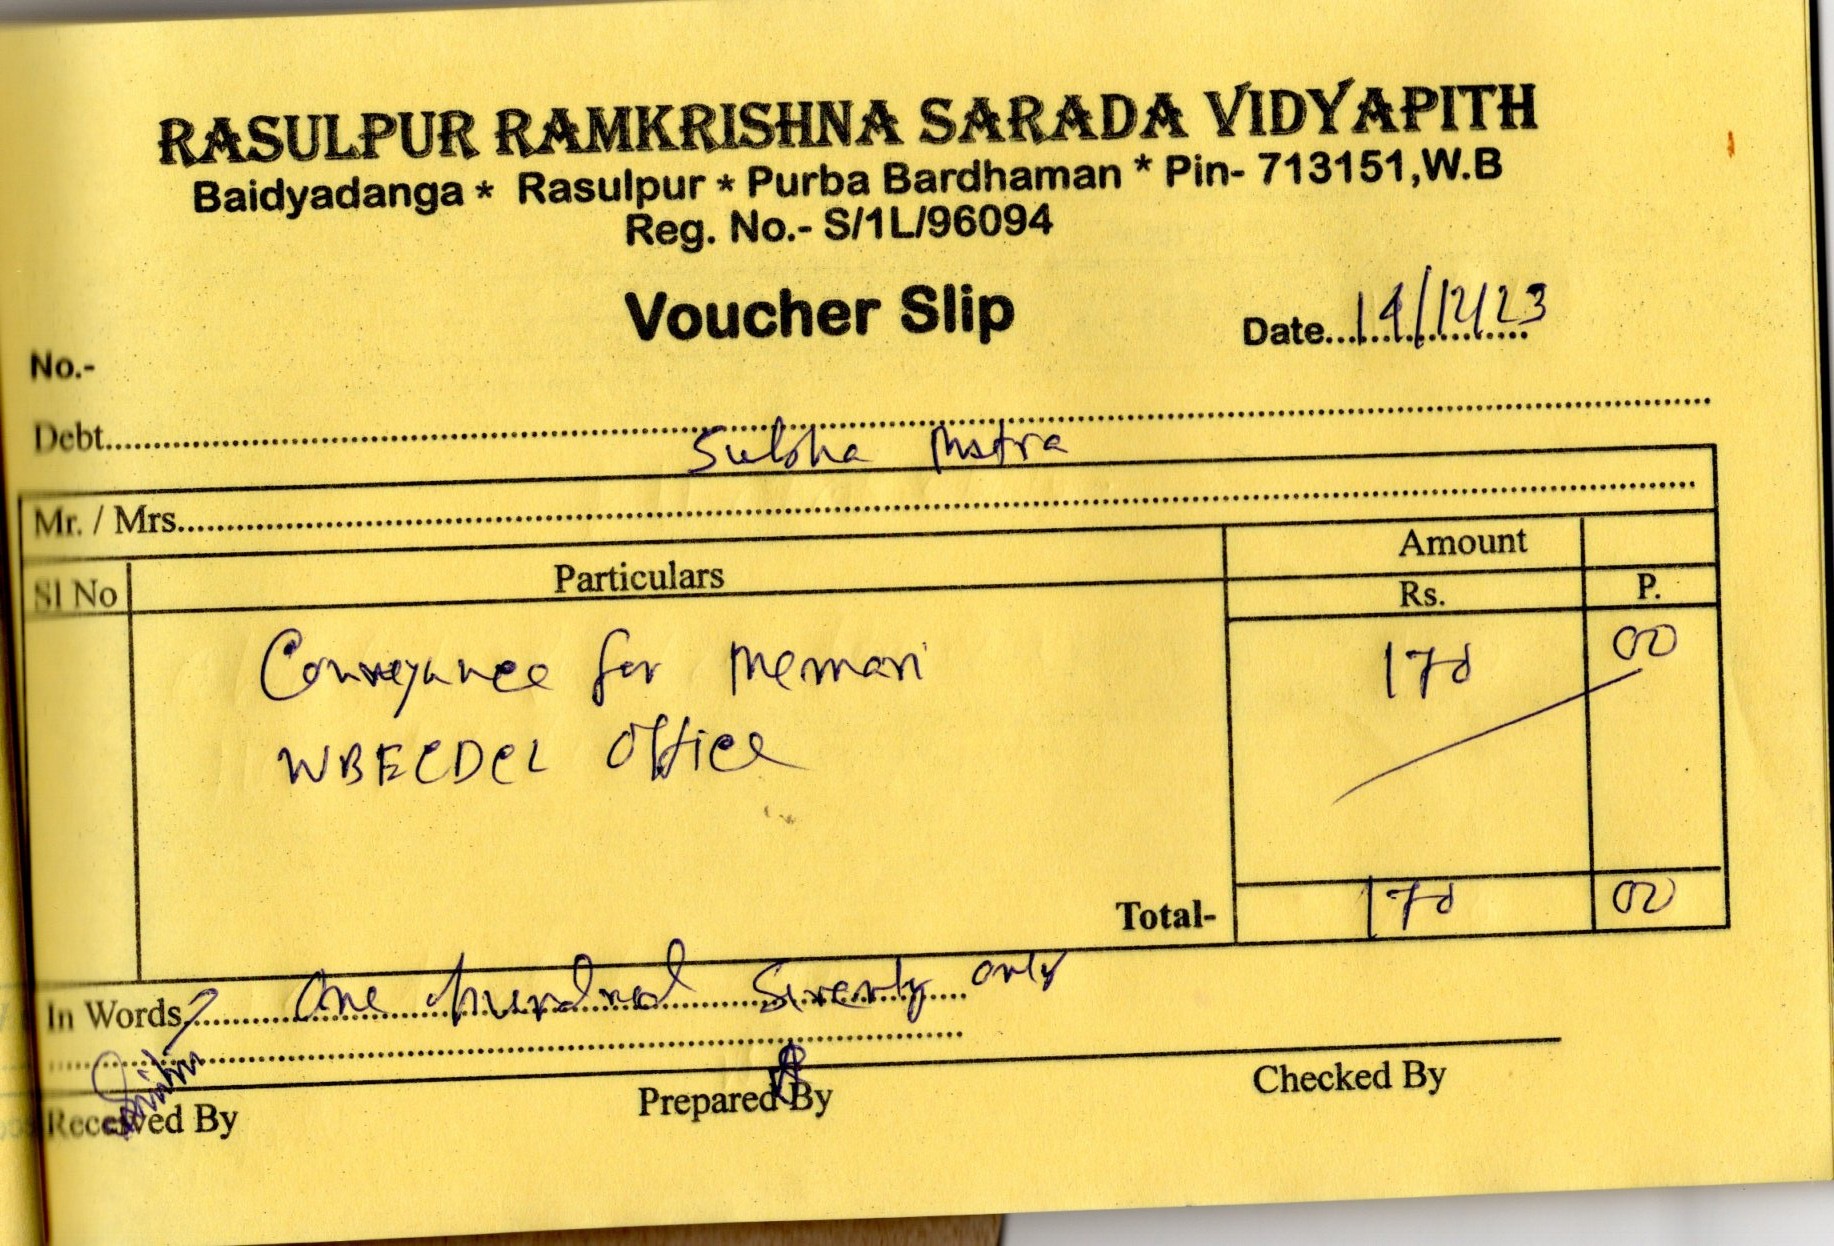 RASULPUR RAMKRISHNA SARADA VIDYAPITH
Baidyadanga * Rasulpur * Purba Bardhaman * Pin- 713151,W.B
Reg. No.- S/1L/96094
Voucher Slip
Date...14/12/23
No.-
Debt
Subha Mitra
Mr. / Mrs.
Sl No Particulars Amount
Rs. P.
Conveyance for Memari 170 00
WBECDCL Office
Total- 170 00
In Words One hundred Seventy only
Received By Prepared By Checked By